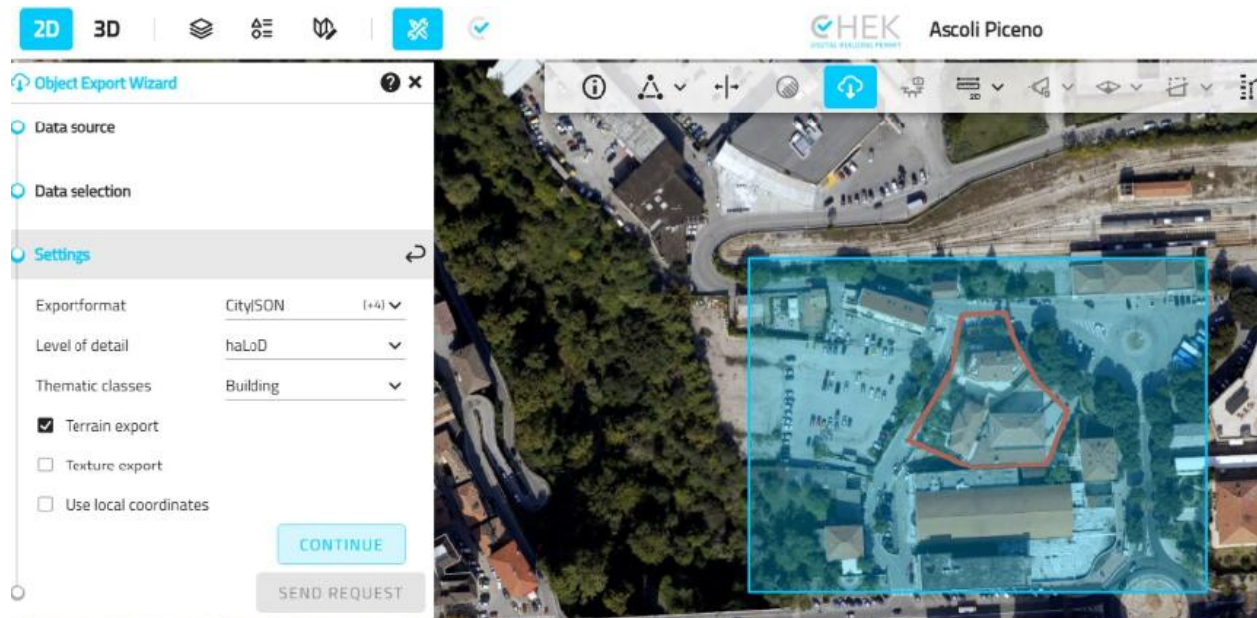 2D 3D CHEK Ascoli Piceno
DIGITAL BUILDING PERMIT
Object Export Wizard
2D
Data source
Data selection
Settings
Exportformat CityJSON (+4)
Level of detail haLoD
Thematic classes Building
Terrain export
Texture export
Use local coordinates
CONTINUE
SEND REQUEST